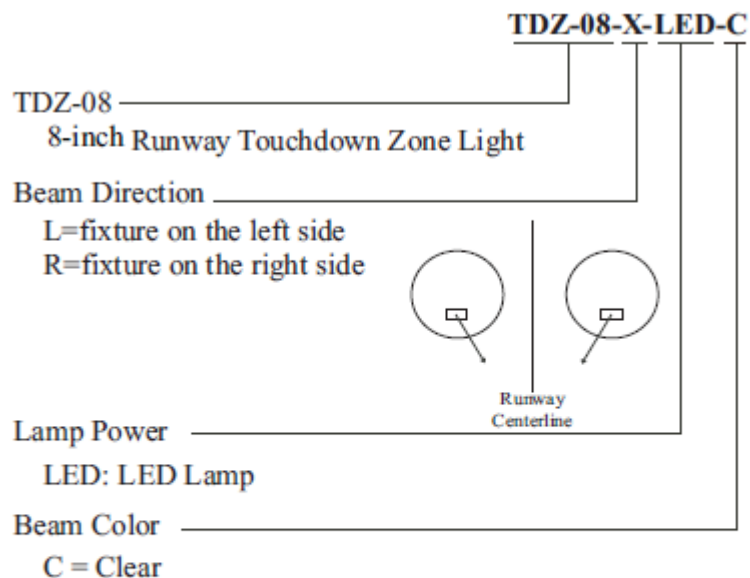 TDZ-08-X-LED-C
TDZ-08
8-inch Runway Touchdown Zone Light
Beam Direction
L=fixture on the left side
R=fixture on the right side
Runway
Centerline
Lamp Power
LED: LED Lamp
Beam Color
C = Clear